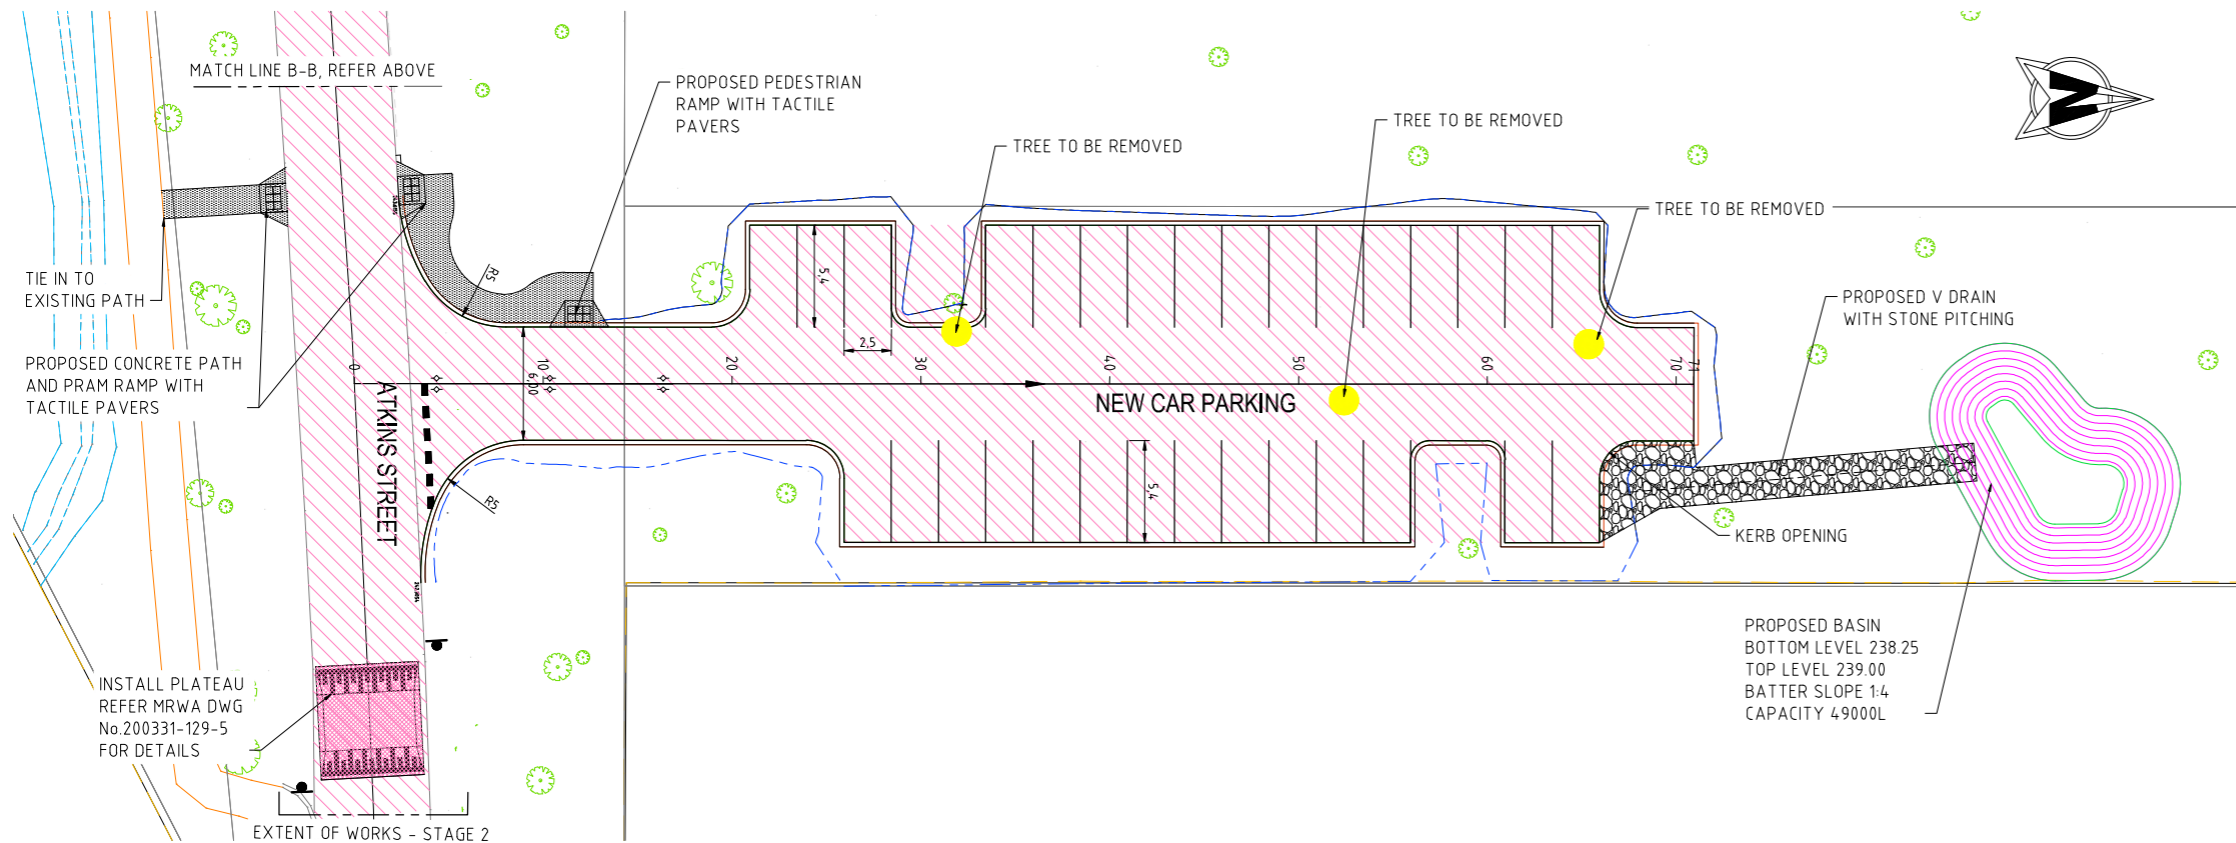 MATCH LINE B-B, REFER ABOVE
PROPOSED PEDESTRIAN
RAMP WITH TACTILE
PAVERS
TREE TO BE REMOVED
TREE TO BE REMOVED
TREE TO BE REMOVED
N
TIE IN TO
EXISTING PATH
PROPOSED CONCRETE PATH
AND PRAM RAMP WITH
TACTILE PAVERS
R5
5,4
2,5
0
10
20
30
40
50
60
70
71
6,00
ATKINS STREET
NEW CAR PARKING
R5
5,4
PROPOSED V DRAIN
WITH STONE PITCHING
KERB OPENING
PROPOSED BASIN
BOTTOM LEVEL 238.25
TOP LEVEL 239.00
BATTER SLOPE 1:4
CAPACITY 49000L
INSTALL PLATEAU
REFER MRWA DWG
No.200331-129-5
FOR DETAILS
EXTENT OF WORKS - STAGE 2